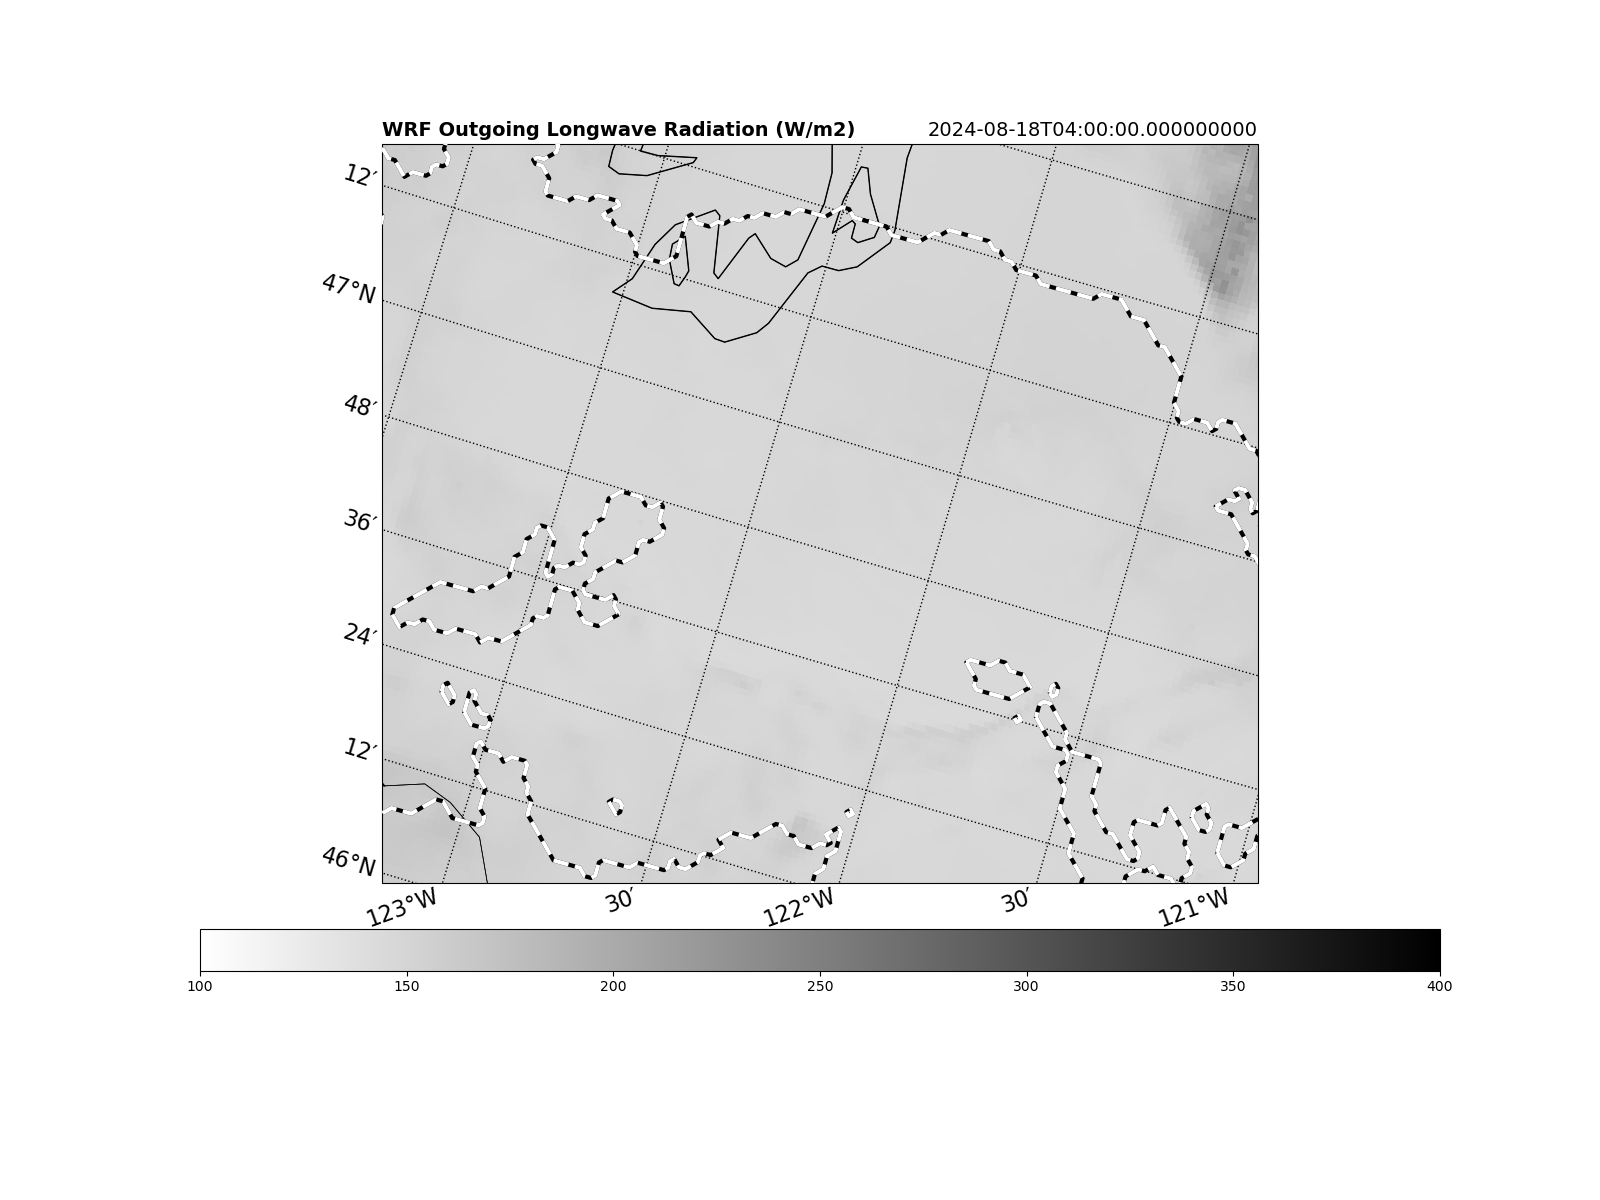 WRF Outgoing Longwave Radiation (W/m2) 2024-08-18T04:00:00.000000000
12′
47°N
48′
36′
24′
12′
46°N
123°W 30′ 122°W 30′ 121°W
100 150 200 250 300 350 400